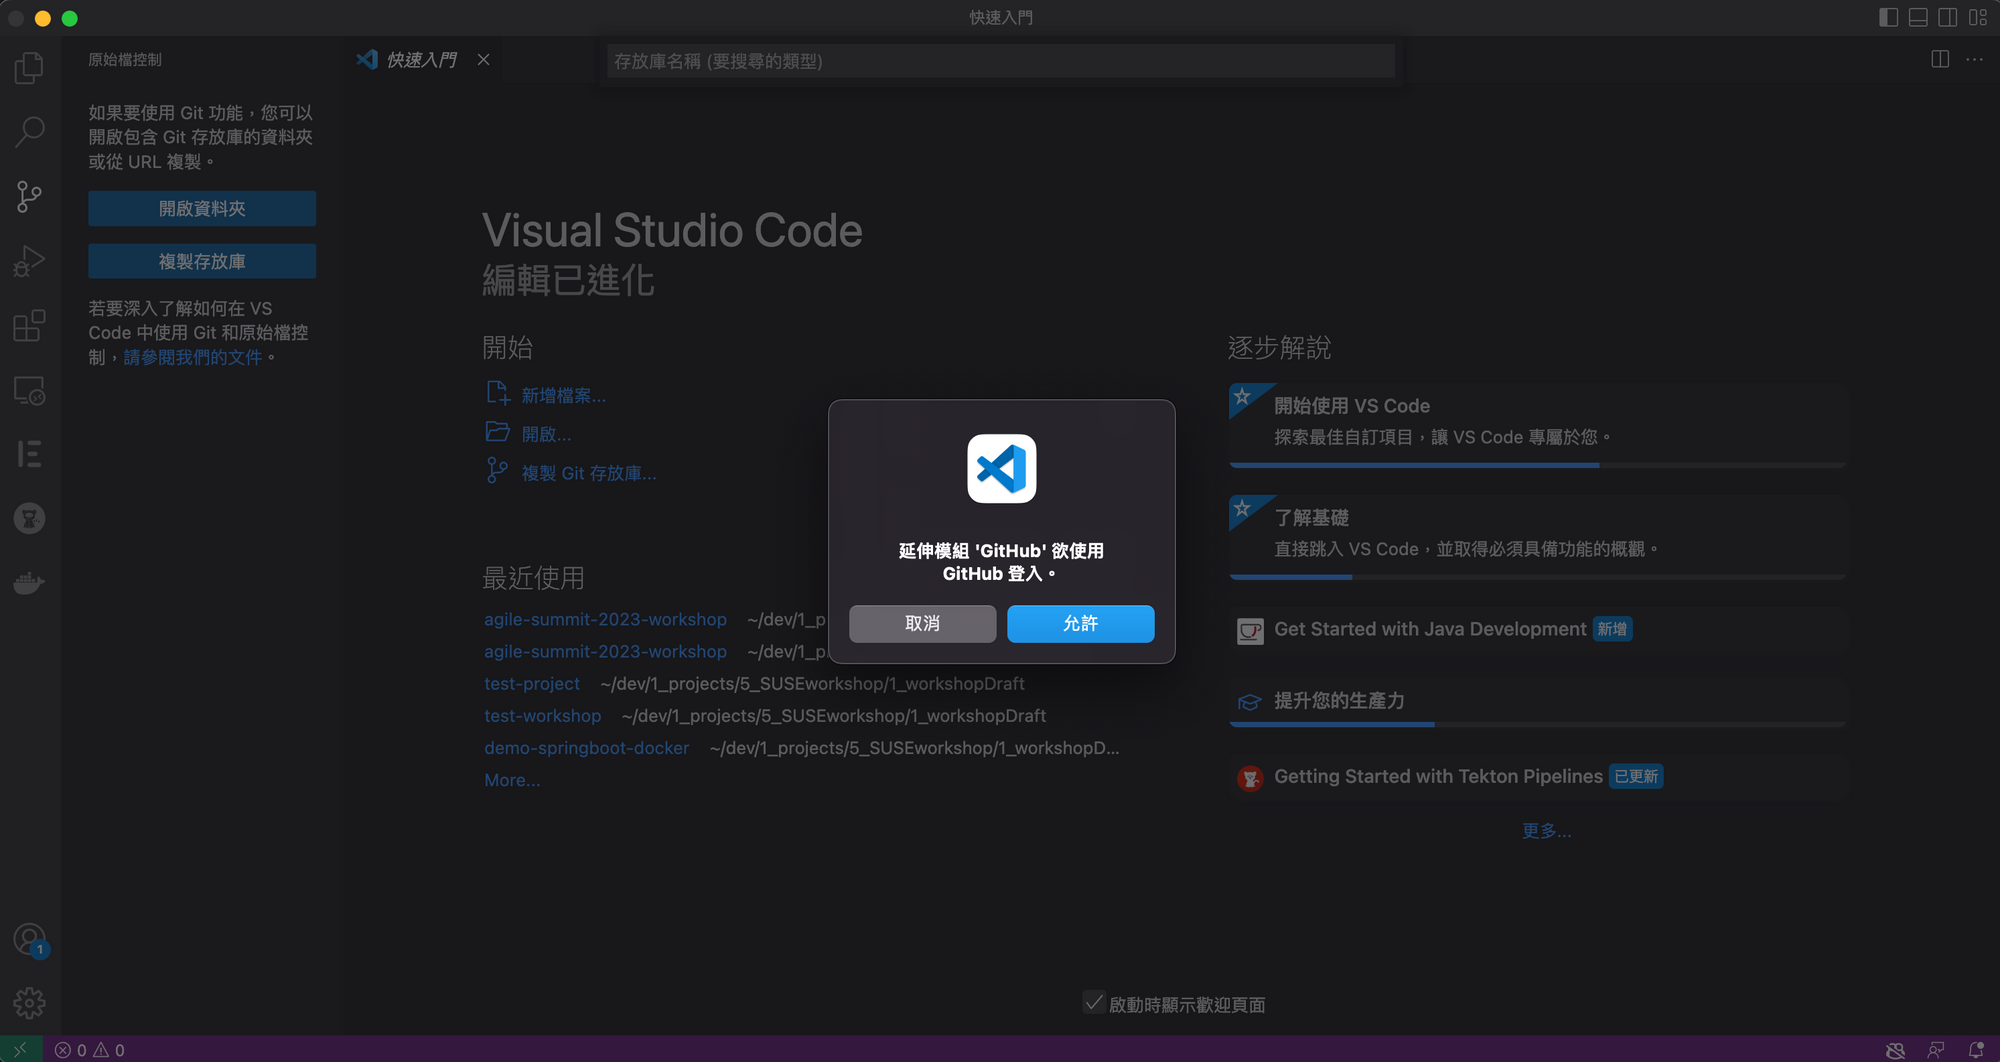 快速入門
原始檔控制
快速入門
存放庫名稱 (要搜尋的類型)
如果要使用 Git 功能，您可以
開啟包含 Git 存放庫的資料夾
或從 URL 複製。
開啟資料夾
複製存放庫
若要深入了解如何在 VS
Code 中使用 Git 和原始檔控
制，請參閱我們的文件。
Visual Studio Code
編輯已進化
開始
新增檔案...
開啟...
複製 Git 存放庫...
最近使用
agile-summit-2023-workshop ~/dev/1_p
agile-summit-2023-workshop ~/dev/1_p
test-project ~/dev/1_projects/5_SUSEworkshop/1_workshopDraft
test-workshop ~/dev/1_projects/5_SUSEworkshop/1_workshopDraft
demo-springboot-docker ~/dev/1_projects/5_SUSEworkshop/1_workshopD...
More...
延伸模組 'GitHub' 欲使用
GitHub 登入。
取消
允許
逐步解說
開始使用 VS Code
探索最佳自訂項目，讓 VS Code 專屬於您。
了解基礎
直接跳入 VS Code，並取得必須具備功能的概觀。
Get Started with Java Development 新增
提升您的生產力
Getting Started with Tekton Pipelines 已更新
更多...
啟動時顯示歡迎頁面
1
0 0